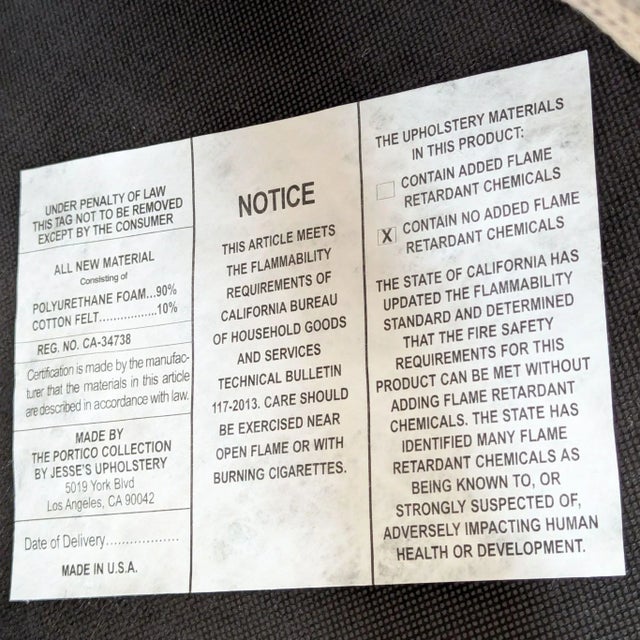 UNDER PENALTY OF LAW
THIS TAG NOT TO BE REMOVED
EXCEPT BY THE CONSUMER
ALL NEW MATERIAL
Consisting of
POLYURETHANE FOAM...90%
COTTON FELT.................10%
REG. NO. CA-34738
Certification is made by the manufac-
turer that the materials in this article
are described in accordance with law.
MADE BY
THE PORTICO COLLECTION
BY JESSE'S UPHOLSTERY
5019 York Blvd
Los Angeles, CA 90042
Date of Delivery..................
MADE IN U.S.A.
NOTICE
THIS ARTICLE MEETS
THE FLAMMABILITY
REQUIREMENTS OF
CALIFORNIA BUREAU
OF HOUSEHOLD GOODS
AND SERVICES
TECHNICAL BULLETIN
117-2013. CARE SHOULD
BE EXERCISED NEAR
OPEN FLAME OR WITH
BURNING CIGARETTES.
THE UPHOLSTERY MATERIALS
IN THIS PRODUCT:
CONTAIN ADDED FLAME
RETARDANT CHEMICALS
X CONTAIN NO ADDED FLAME
RETARDANT CHEMICALS
THE STATE OF CALIFORNIA HAS
UPDATED THE FLAMMABILITY
STANDARD AND DETERMINED
THAT THE FIRE SAFETY
REQUIREMENTS FOR THIS
PRODUCT CAN BE MET WITHOUT
ADDING FLAME RETARDANT
CHEMICALS. THE STATE HAS
IDENTIFIED MANY FLAME
RETARDANT CHEMICALS AS
BEING KNOWN TO, OR
STRONGLY SUSPECTED OF,
ADVERSELY IMPACTING HUMAN
HEALTH OR DEVELOPMENT.